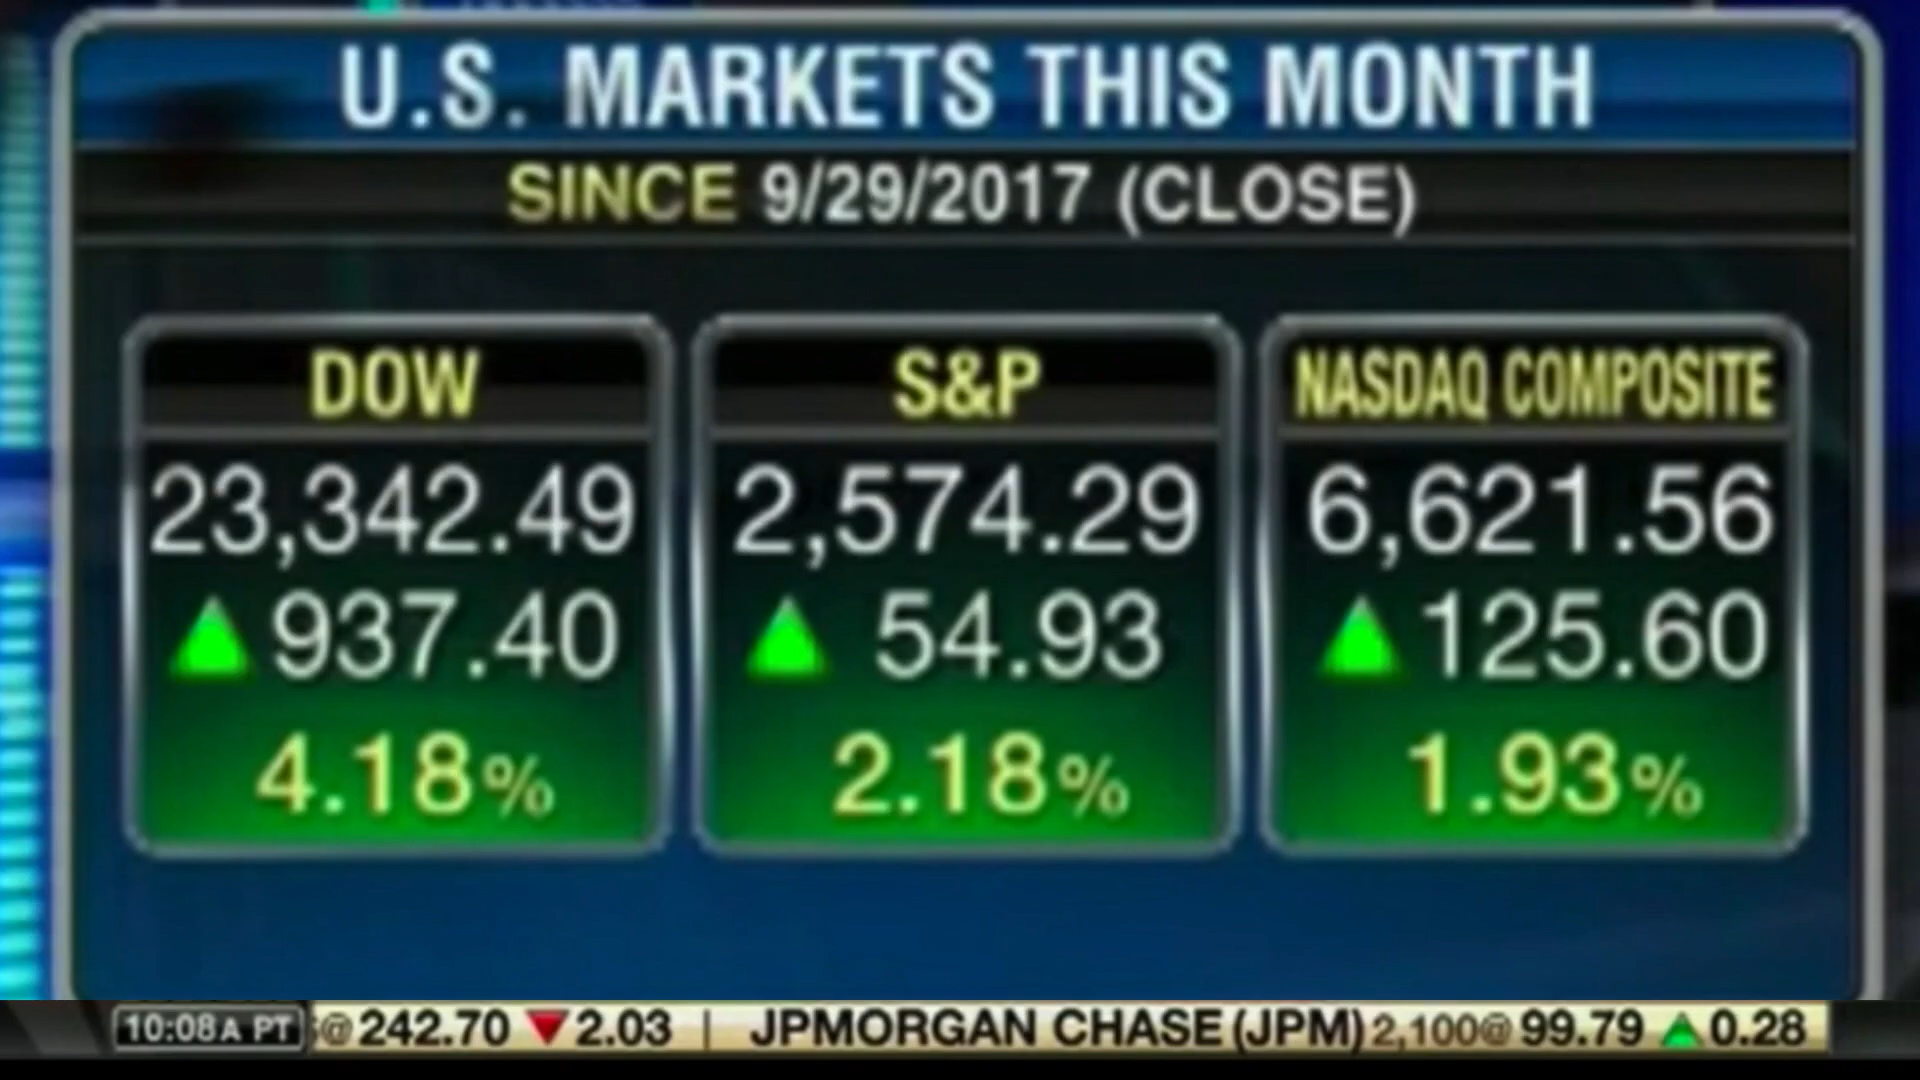 U.S. MARKETS THIS MONTH
SINCE 9/29/2017 (CLOSE)
DOW
23,342.49
▲ 937.40
4.18%
S&P
2,574.29
▲ 54.93
2.18%
NASDAQ COMPOSITE
6,621.56
▲ 125.60
1.93%
10:08A PT @ 242.70 ▼ 2.03 | JPMORGAN CHASE (JPM) 2,100@ 99.79 ▲ 0.28